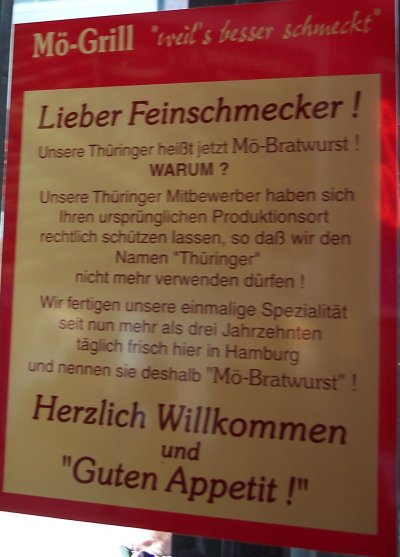 Mö-Grill "weil's besser schmeckt"
Lieber Feinschmecker !
Unsere Thüringer heißt jetzt Mö-Bratwurst !
WARUM ?
Unsere Thüringer Mitbewerber haben sich
Ihren ursprünglichen Produktionsort
rechtlich schützen lassen, so daß wir den
Namen "Thüringer"
nicht mehr verwenden dürfen !
Wir fertigen unsere einmalige Spezialität
seit nun mehr als drei Jahrzehnten
täglich frisch hier in Hamburg
und nennen sie deshalb "Mö-Bratwurst" !
Herzlich Willkommen
und
"Guten Appetit !"